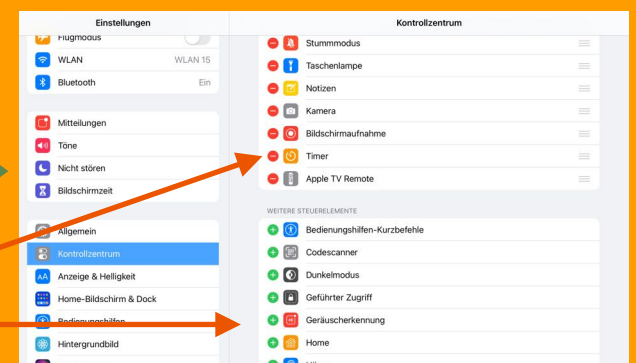 Einstellungen
Kontrollzentrum
Flugmodus
WLAN WLAN 15
Bluetooth Ein
Mitteilungen
Töne
Nicht stören
Bildschirmzeit
Allgemein
Kontrollzentrum
AA Anzeige & Helligkeit
Home-Bildschirm & Dock
Bedienungshilfen
Hintergrundbild
Stummmodus
Taschenlampe
Notizen
Kamera
Bildschirmaufnahme
Timer
Apple TV Remote
WEITERE STEUERELEMENTE
Bedienungshilfen-Kurzbefehle
Codescanner
Dunkelmodus
Geführter Zugriff
Geräuscherkennung
Home